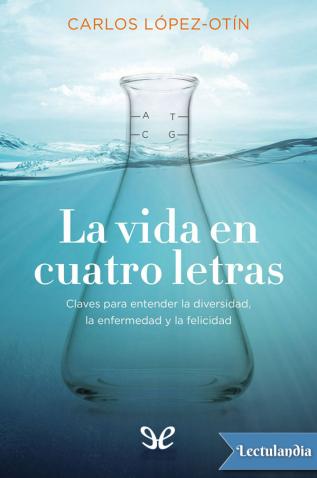 CARLOS LÓPEZ-OTÍN
A T
C G
La vida en
cuatro letras
Claves para entender la diversidad,
la enfermedad y la felicidad
Lectulandia